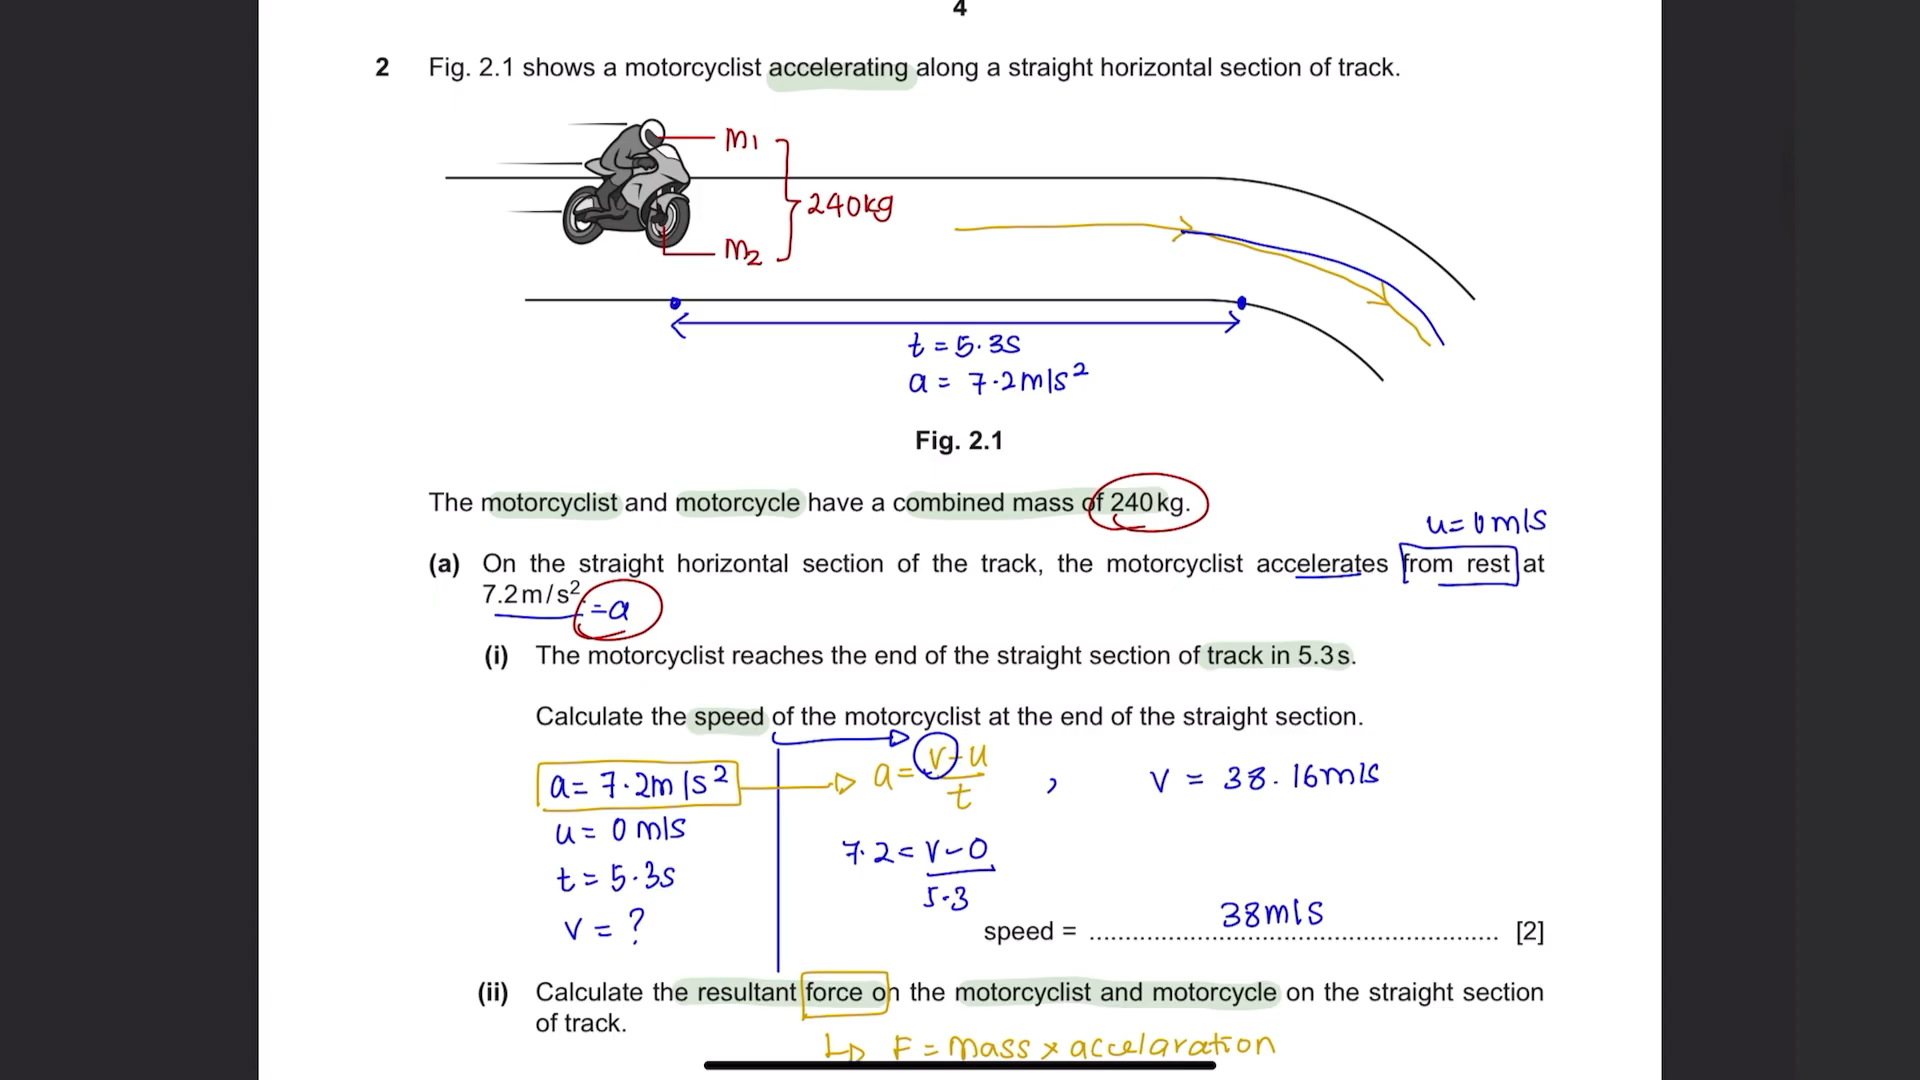 4
2 Fig. 2.1 shows a motorcyclist accelerating along a straight horizontal section of track.
m1
240kg
m2
t = 5.3s
a = 7.2m/s2
Fig. 2.1
The motorcyclist and motorcycle have a combined mass of 240 kg.
u = 0 m/s
(a) On the straight horizontal section of the track, the motorcyclist accelerates from rest at
7.2 m/s2. = a
(i) The motorcyclist reaches the end of the straight section of track in 5.3 s.
Calculate the speed of the motorcyclist at the end of the straight section.
a = 7.2m/s2
a = v-u
t
, v = 38.16m/s
u = 0 m/s
7.2 = v-0
5.3
t = 5.3s
v = ?
38m/s
speed = .......... [2]
(ii) Calculate the resultant force on the motorcyclist and motorcycle on the straight section
of track.
F = mass x accelaration